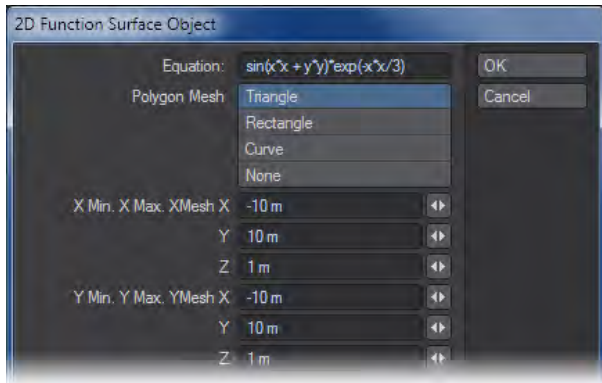 2D Function Surface Object
Equation: sin(x*x + y*y)*exp(-x*x/3) OK
Polygon Mesh Triangle Cancel
Rectangle
Curve
None
X Min. X Max. XMesh X -10 m
Y 10 m
Z 1 m
Y Min. Y Max. YMesh X -10 m
Y 10 m
Z 1 m